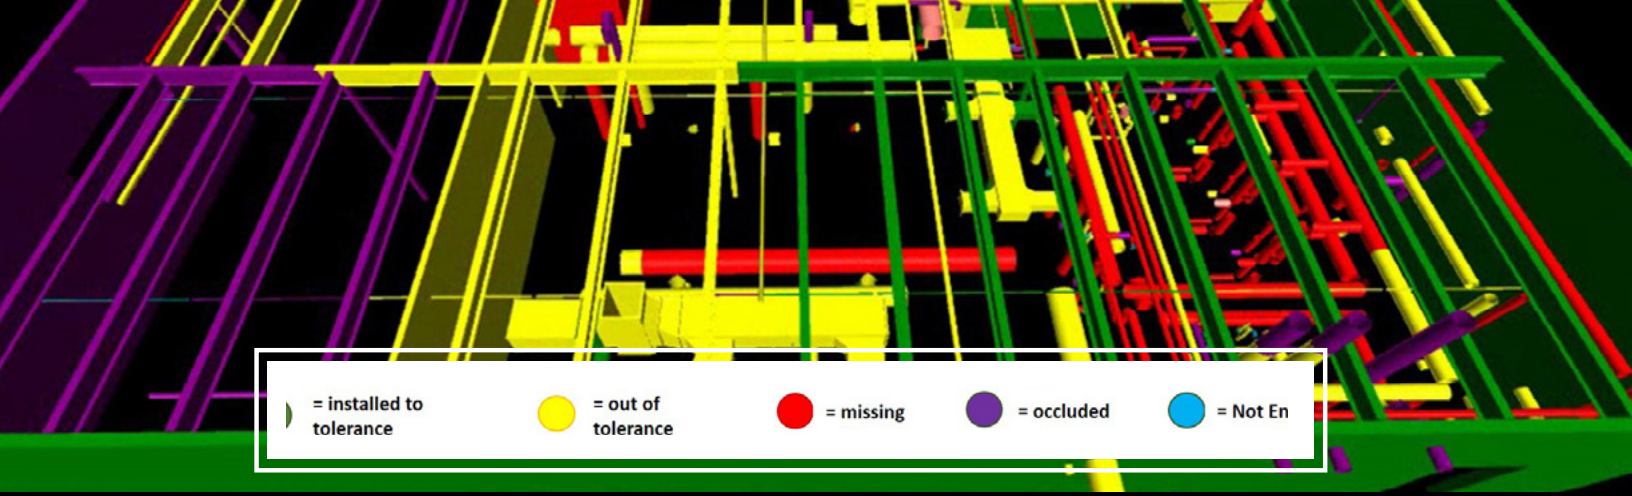 = installed to
tolerance
= out of
tolerance
= missing
= occluded
= Not En